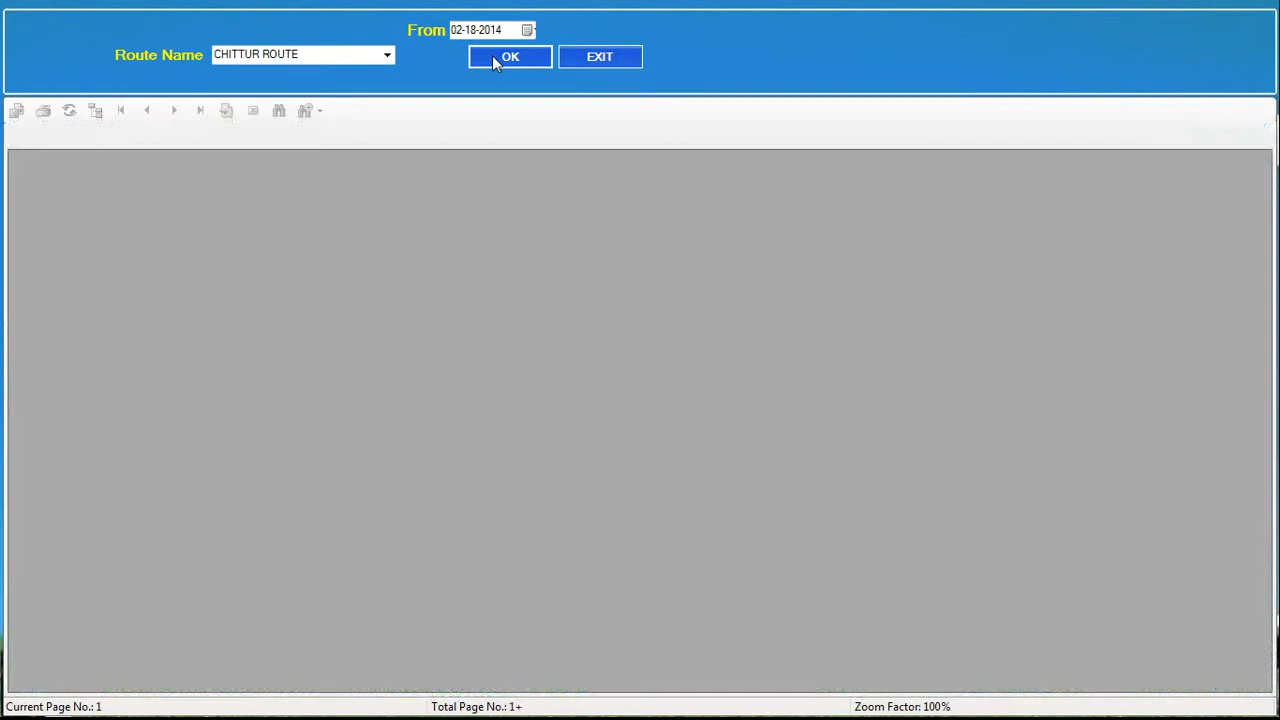 From 02-18-2014
Route Name CHITTUR ROUTE
OK EXIT
Current Page No.: 1 Total Page No.: 1+ Zoom Factor: 100%